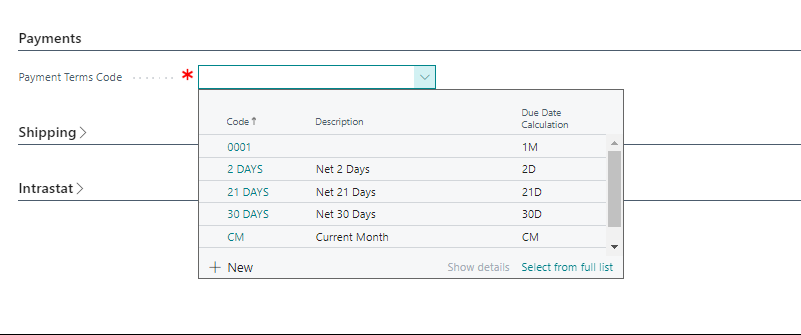 Payments
Payment Terms Code * 
Code↑ Description Due Date Calculation
0001 1M
2 DAYS Net 2 Days 2D
21 DAYS Net 21 Days 21D
30 DAYS Net 30 Days 30D
CM Current Month CM
+ New Show details Select from full list
Shipping >
Intrastat >